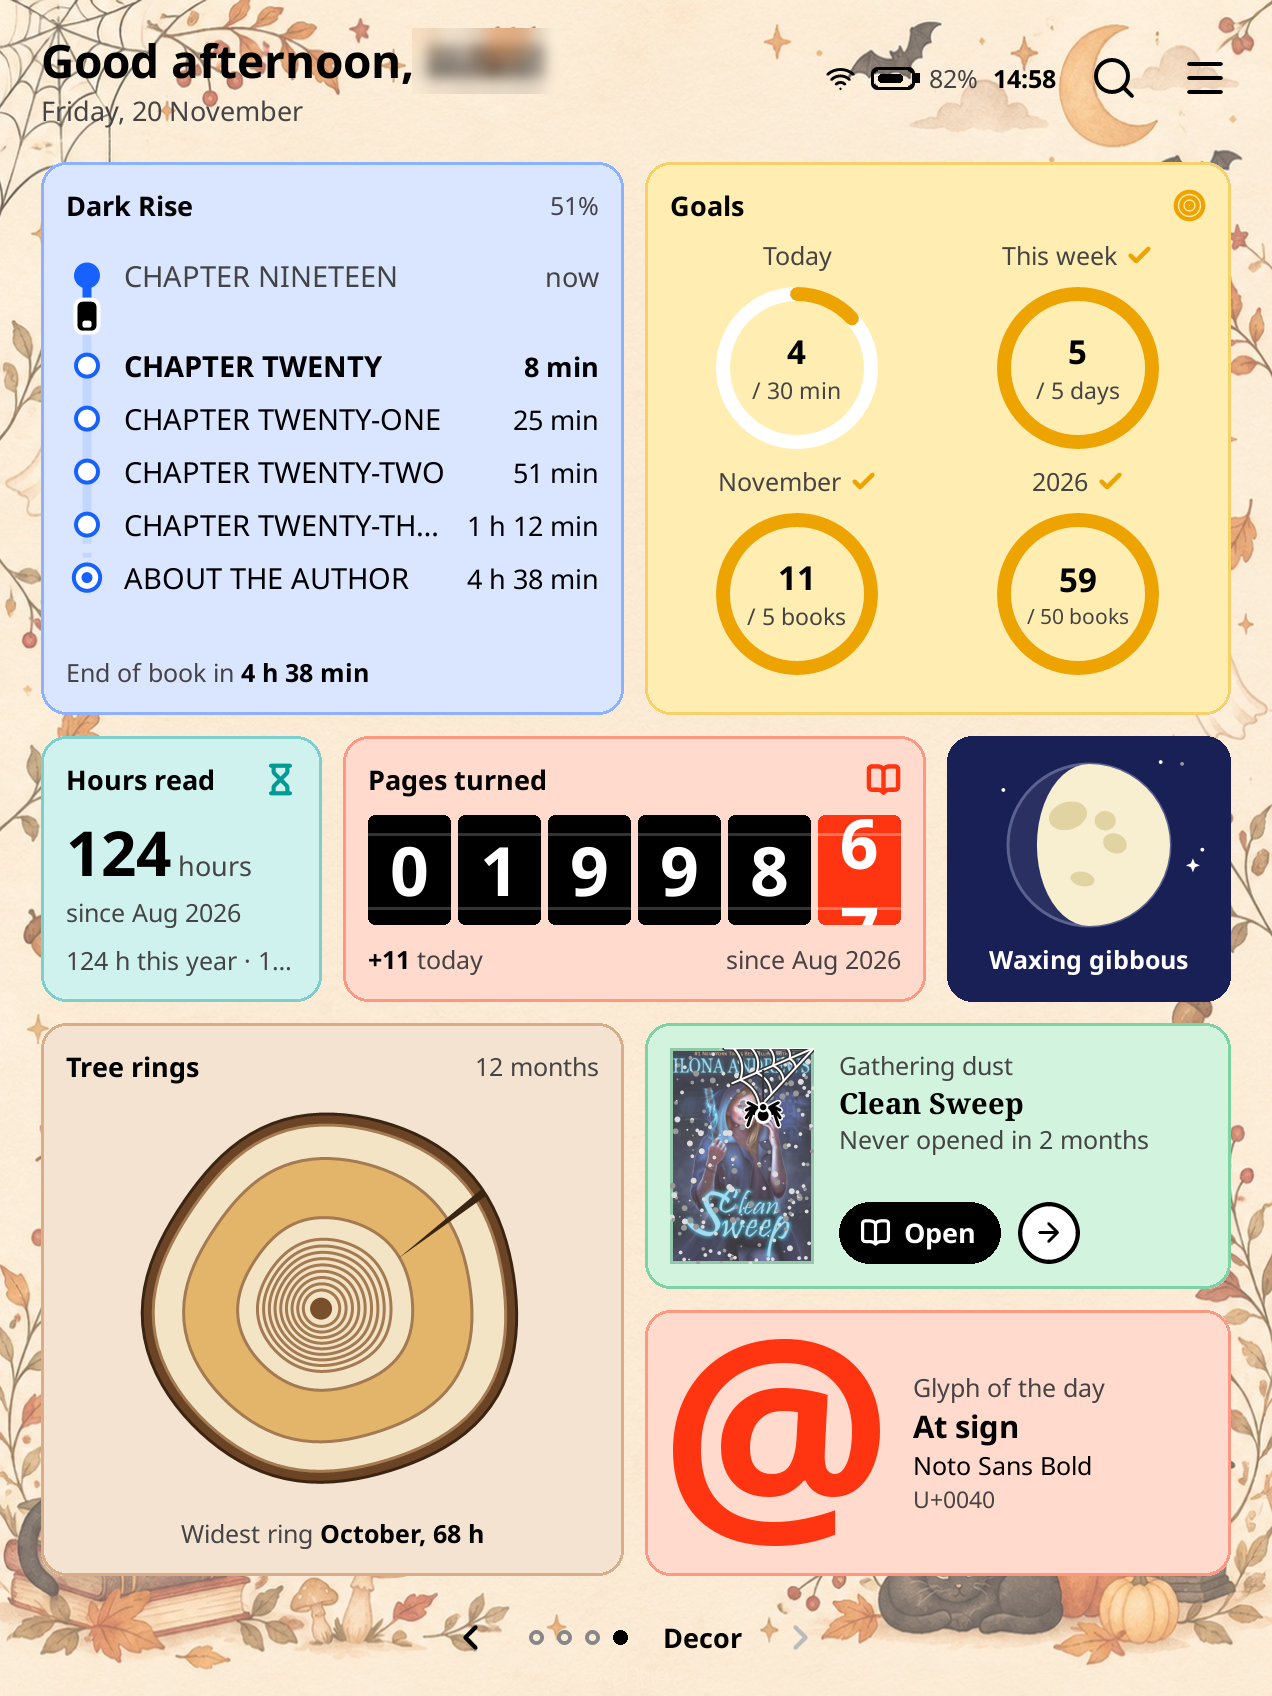 Good afternoon,
Friday, 20 November
82% 14:58
Dark Rise 51%
CHAPTER NINETEEN now
CHAPTER TWENTY 8 min
CHAPTER TWENTY-ONE 25 min
CHAPTER TWENTY-TWO 51 min
CHAPTER TWENTY-TH... 1 h 12 min
ABOUT THE AUTHOR 4 h 38 min
End of book in 4 h 38 min
Goals
Today This week
4 5
/ 30 min / 5 days
November 2026
11 59
/ 5 books / 50 books
Hours read
124 hours
since Aug 2026
124 h this year · 1...
Pages turned
0 1 9 9 8 6
7
+11 today since Aug 2026
Waxing gibbous
Tree rings 12 months
Widest ring October, 68 h
Clean
Sweep
Gathering dust
Clean Sweep
Never opened in 2 months
Open
@
Glyph of the day
At sign
Noto Sans Bold
U+0040
Decor